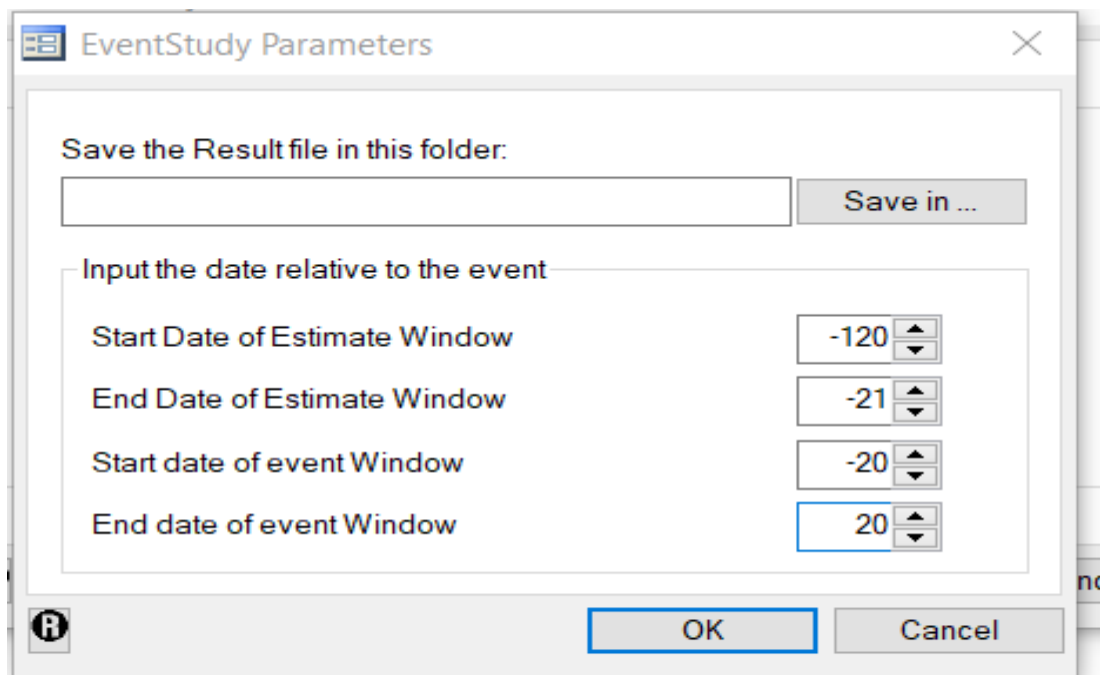 EventStudy Parameters
Save the Result file in this folder:
Save in ...
Input the date relative to the event
Start Date of Estimate Window -120
End Date of Estimate Window -21
Start date of event Window -20
End date of event Window 20
R
OK Cancel